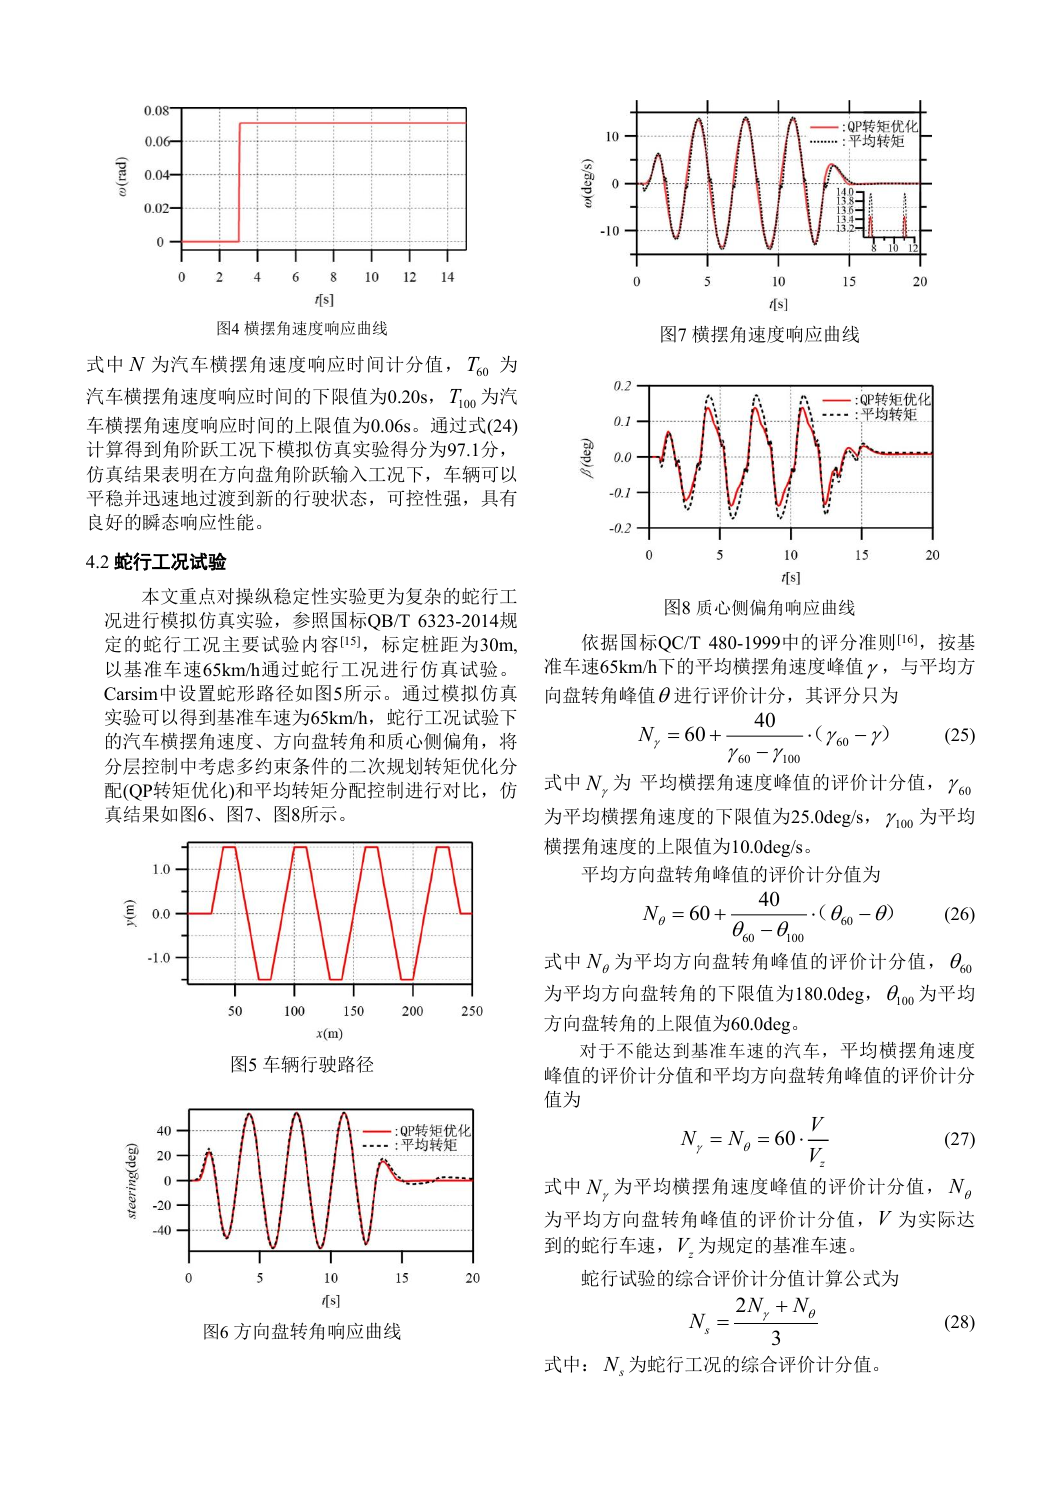 0.08
0.06
0.04
0.02
0
ω(rad)
0 2 4 6 8 10 12 14
t[s]
图4 横摆角速度响应曲线
式中 N 为汽车横摆角速度响应时间计分值，T60 为
汽车横摆角速度响应时间的下限值为0.20s，T100 为汽
车横摆角速度响应时间的上限值为0.06s。通过式(24)
计算得到角阶跃工况下模拟仿真实验得分为97.1分，
仿真结果表明在方向盘角阶跃输入工况下，车辆可以
平稳并迅速地过渡到新的行驶状态，可控性强，具有
良好的瞬态响应性能。
4.2 蛇行工况试验
本文重点对操纵稳定性实验更为复杂的蛇行工
况进行模拟仿真实验，参照国标QB/T 6323-2014规
定的蛇行工况主要试验内容[15]，标定桩距为30m,
以基准车速65km/h通过蛇行工况进行仿真试验。
Carsim中设置蛇形路径如图5所示。通过模拟仿真
实验可以得到基准车速为65km/h，蛇行工况试验下
的汽车横摆角速度、方向盘转角和质心侧偏角，将
分层控制中考虑多约束条件的二次规划转矩优化分
配(QP转矩优化)和平均转矩分配控制进行对比，仿
真结果如图6、图7、图8所示。
1.0
0.0
-1.0
y(m)
50 100 150 200 250
x(m)
图5 车辆行驶路径
40
20
0
-20
-40
steering(deg)
:QP转矩优化
:平均转矩
0 5 10 15 20
t[s]
图6 方向盘转角响应曲线
10
0
-10
ω(deg/s)
:QP转矩优化
:平均转矩
14.0
13.8
13.6
13.4
13.2
8 10 12
0 5 10 15 20
t[s]
图7 横摆角速度响应曲线
0.2
0.1
0.0
-0.1
-0.2
β(deg)
:QP转矩优化
:平均转矩
0 5 10 15 20
t[s]
图8 质心侧偏角响应曲线
依据国标QC/T 480-1999中的评分准则[16]，按基
准车速65km/h下的平均横摆角速度峰值γ，与平均方
向盘转角峰值θ进行评价计分，其评分只为
Nγ = 60 + 40/(γ60 − γ100) ·（γ60 − γ） (25)
式中 Nγ 为 平均横摆角速度峰值的评价计分值，γ60
为平均横摆角速度的下限值为25.0deg/s，γ100 为平均
横摆角速度的上限值为10.0deg/s。
平均方向盘转角峰值的评价计分值为
Nθ = 60 + 40/(θ60 − θ100) ·（θ60 − θ） (26)
式中 Nθ 为平均方向盘转角峰值的评价计分值，θ60
为平均方向盘转角的下限值为180.0deg，θ100 为平均
方向盘转角的上限值为60.0deg。
对于不能达到基准车速的汽车，平均横摆角速度
峰值的评价计分值和平均方向盘转角峰值的评价计分
值为
Nγ = Nθ = 60 · V/Vz (27)
式中 Nγ 为平均横摆角速度峰值的评价计分值，Nθ
为平均方向盘转角峰值的评价计分值，V 为实际达
到的蛇行车速，Vz 为规定的基准车速。
蛇行试验的综合评价计分值计算公式为
Ns = (2Nγ + Nθ)/3 (28)
式中：Ns 为蛇行工况的综合评价计分值。